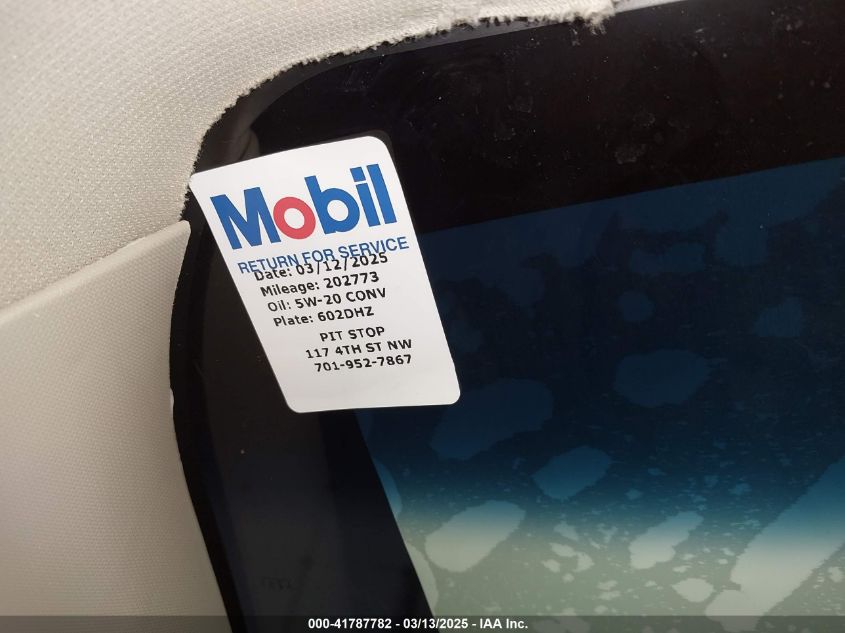 Mobil
RETURN FOR SERVICE
Date: 03/12/2025
Mileage: 202773
Oil: 5W-20 CONV
Plate: 602DHZ
PIT STOP
117 4TH ST NW
701-952-7867
000-41787782 - 03/13/2025 - IAA Inc.